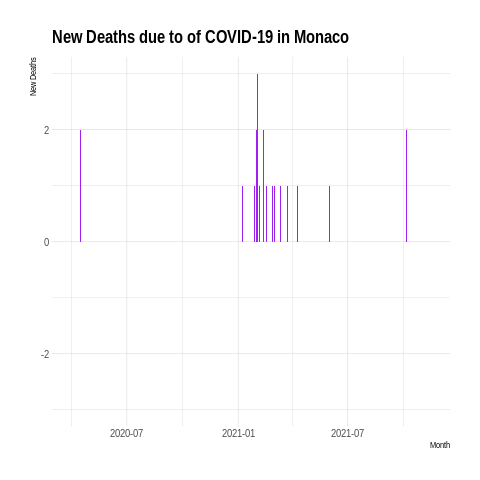 New Deaths due to of COVID-19 in Monaco
New Deaths
2
0
-2
2020-07
2021-01
2021-07
Month